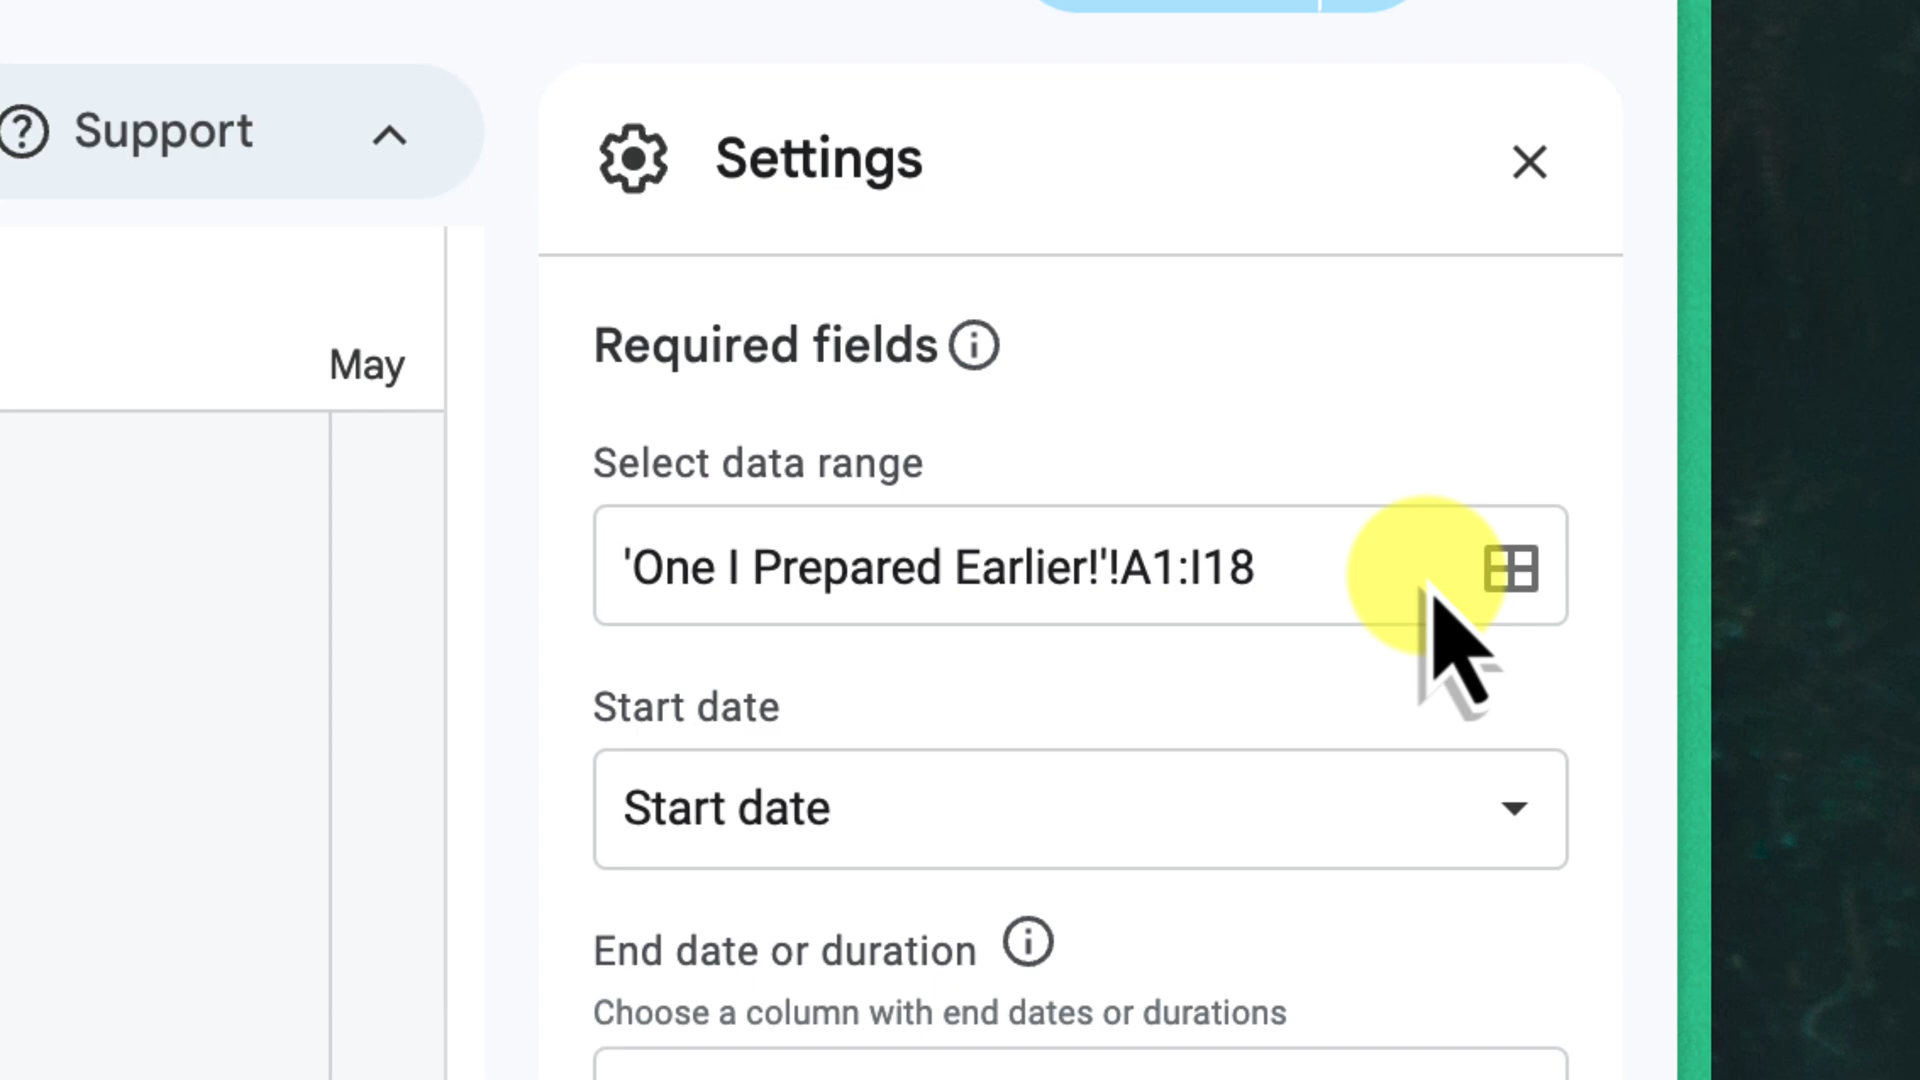 Support
Settings
May
Required fields
Select data range
'One I Prepared Earlier!'!A1:I18
Start date
Start date
End date or duration
Choose a column with end dates or durations